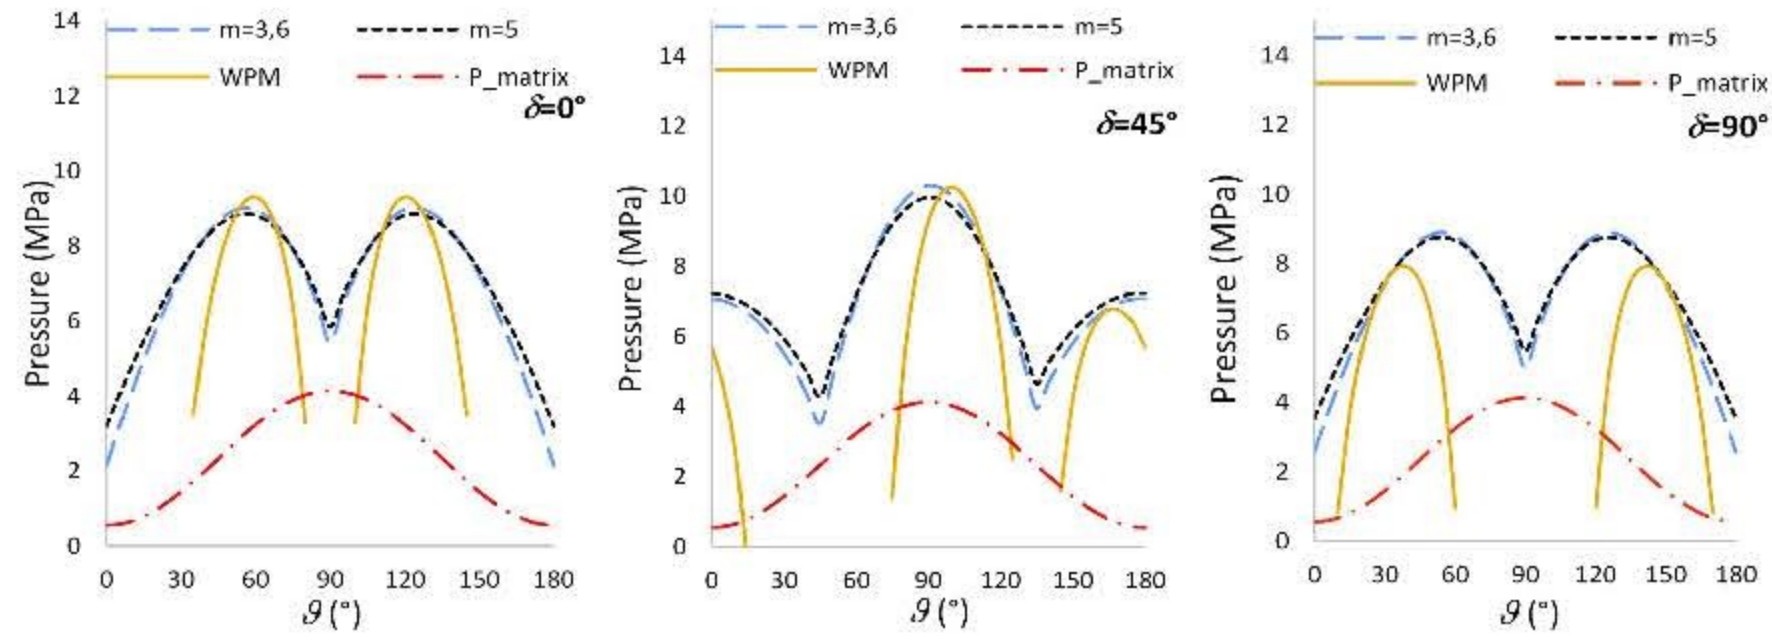 14
12
10
8
6
4
2
0
Pressure (MPa)
m=3,6
m=5
WPM
P_matrix
δ=0°
0 30 60 90 120 150 180
ϑ (°)
14
12
10
8
6
4
2
0
Pressure (MPa)
m=3,6
m=5
WPM
P_matrix
δ=45°
0 30 60 90 120 150 180
ϑ (°)
14
12
10
8
6
4
2
0
Pressure (MPa)
m=3,6
m=5
WPM
P_matrix
δ=90°
0 30 60 90 120 150 180
ϑ (°)